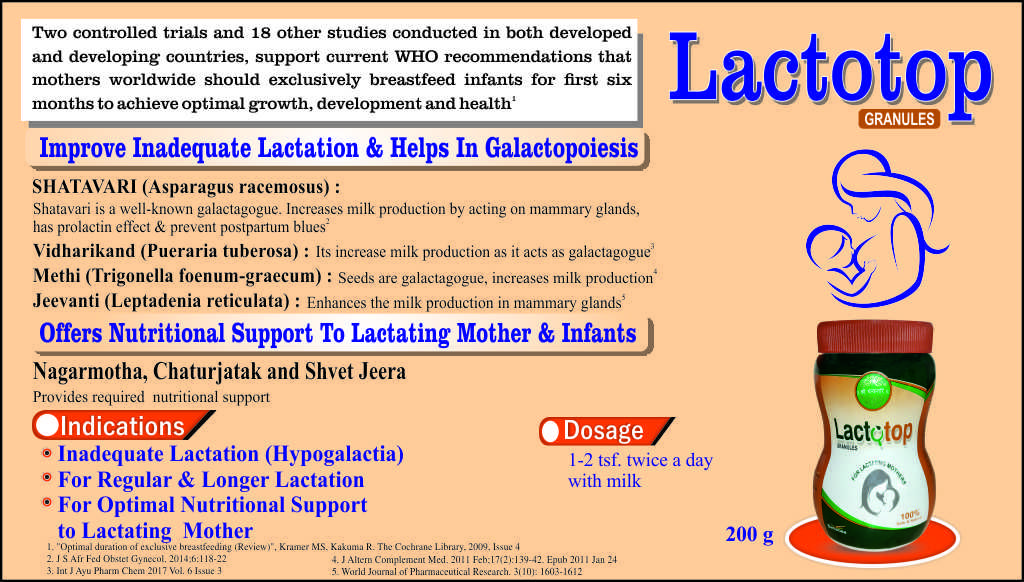 Two controlled trials and 18 other studies conducted in both developed
and developing countries, support current WHO recommendations that
mothers worldwide should exclusively breastfeed infants for first six
months to achieve optimal growth, development and health¹
Lactotop
GRANULES
Improve Inadequate Lactation & Helps In Galactopoiesis
SHATAVARI (Asparagus racemosus) :
Shatavari is a well-known galactagogue. Increases milk production by acting on mammary glands,
has prolactin effect & prevent postpartum blues²
Vidharikand (Pueraria tuberosa) : Its increase milk production as it acts as galactagogue³
Methi (Trigonella foenum-graecum) : Seeds are galactagogue, increases milk production⁴
Jeevanti (Leptadenia reticulata) : Enhances the milk production in mammary glands⁵
Offers Nutritional Support To Lactating Mother & Infants
Nagarmotha, Chaturjatak and Shvet Jeera
Provides required nutritional support
Indications
Inadequate Lactation (Hypogalactia)
For Regular & Longer Lactation
For Optimal Nutritional Support
to Lactating Mother
Dosage
1-2 tsf. twice a day
with milk
200 g
Lactotop
GRANULES
FOR LACTATING MOTHERS
100%
1. "Optimal duration of exclusive breastfeeding (Review)", Kramer MS, Kakuma R. The Cochrane Library, 2009, Issue 4
2. J S Afr Fed Obstet Gynecol. 2014;6:118-22
3. Int J Ayu Pharm Chem 2017 Vol. 6 Issue 3
4. J Altern Complement Med. 2011 Feb;17(2):139-42. Epub 2011 Jan 24
5. World Journal of Pharmaceutical Research. 3(10): 1603-1612